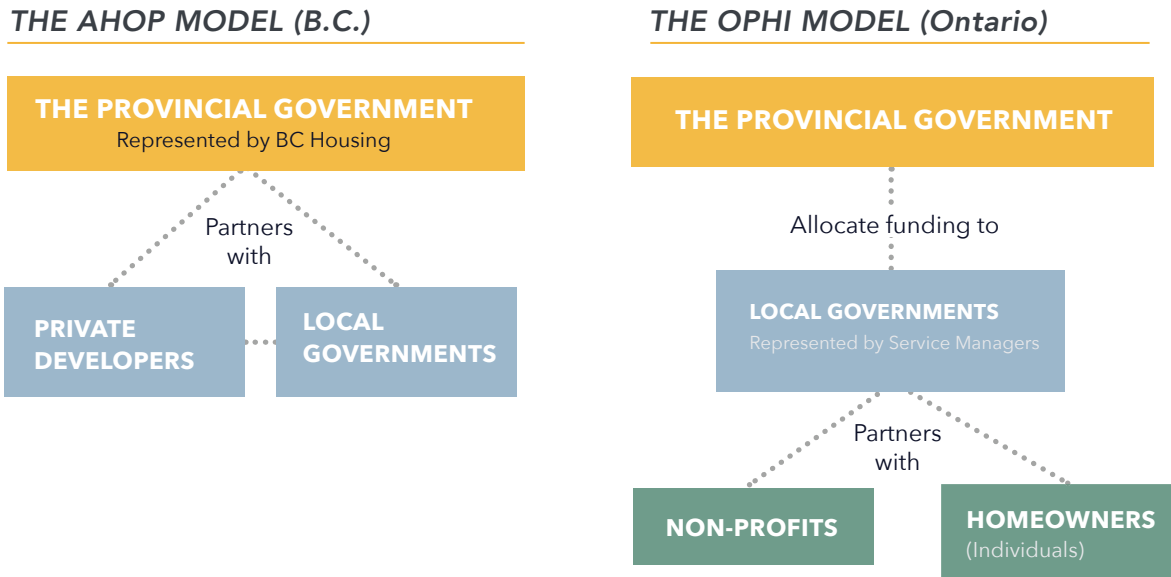 THE AHOP MODEL (B.C.)
THE PROVINCIAL GOVERNMENT
Represented by BC Housing
Partners
with
PRIVATE
DEVELOPERS
LOCAL
GOVERNMENTS
THE OPHI MODEL (Ontario)
THE PROVINCIAL GOVERNMENT
Allocate funding to
LOCAL GOVERNMENTS
Represented by Service Managers
Partners
with
NON-PROFITS
HOMEOWNERS
(Individuals)